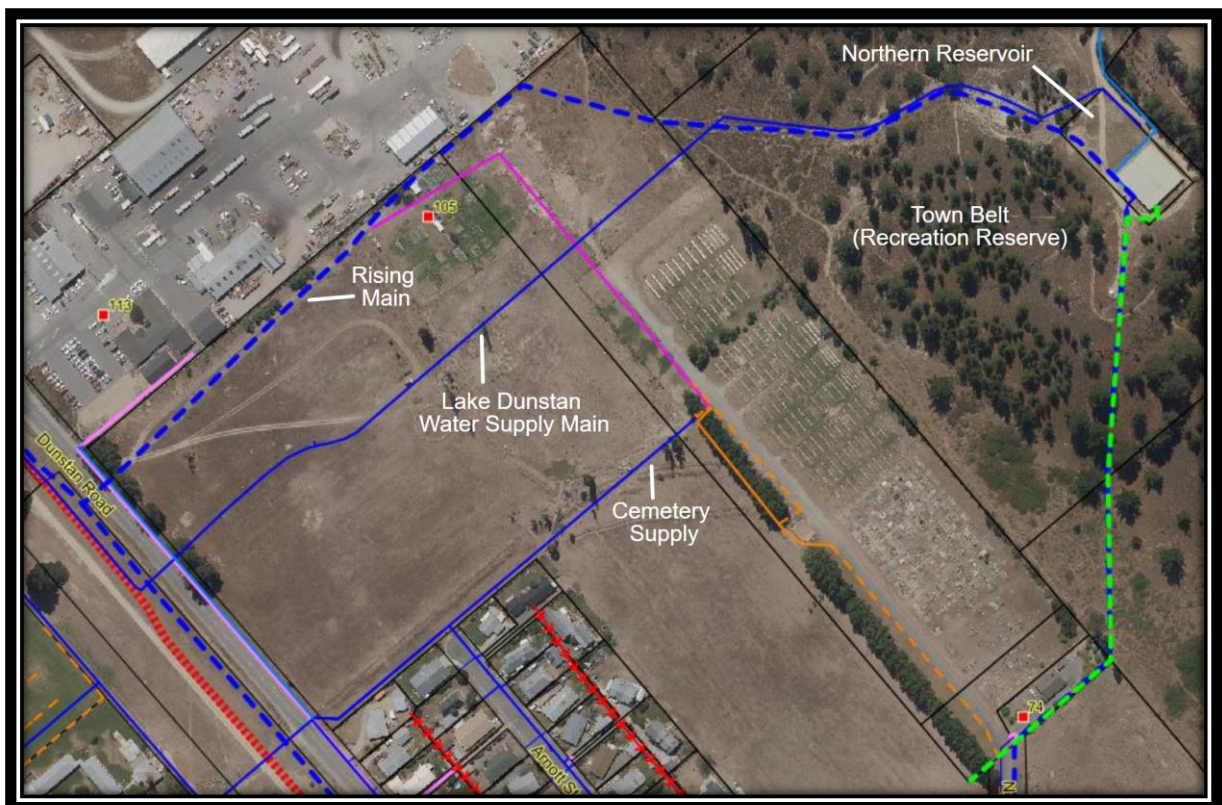 Northern Reservoir
105
Town Belt
(Recreation Reserve)
Rising
Main
113
Lake Dunstan
Water Supply Main
Dunstan Road
Cemetery
Supply
74
Arnott St
N